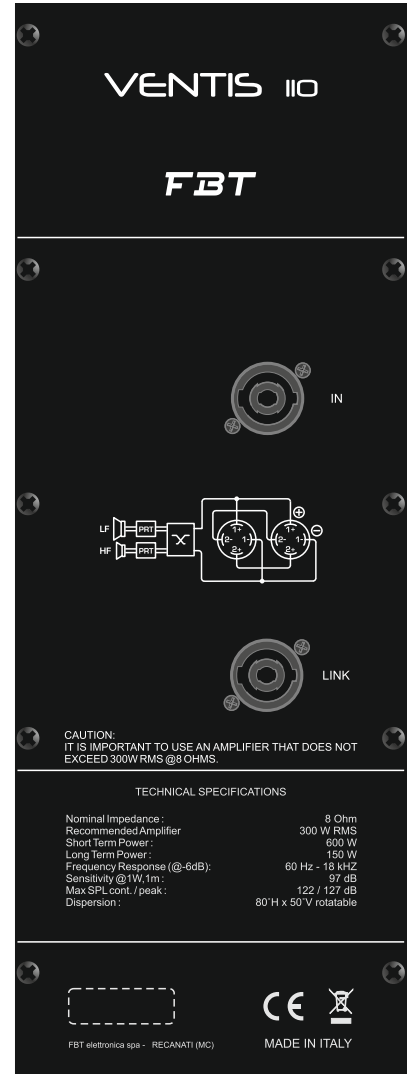 VENTIS 110
FBT
IN
LF PRT
HF PRT
1+ 2- 1- 2+
1+ 2- 1- 2+
+
-
LINK
CAUTION:
IT IS IMPORTANT TO USE AN AMPLIFIER THAT DOES NOT
EXCEED 300W RMS @8 OHMS.
TECHNICAL SPECIFICATIONS
Nominal Impedance : 8 Ohm
Recommended Amplifier 300 W RMS
Short Term Power : 600 W
Long Term Power : 150 W
Frequency Response (@-6dB): 60 Hz - 18 kHZ
Sensitivity @1W,1m : 97 dB
Max SPL cont. / peak : 122 / 127 dB
Dispersion : 80°H x 50°V rotatable
CE
FBT elettronica spa - RECANATI (MC) MADE IN ITALY